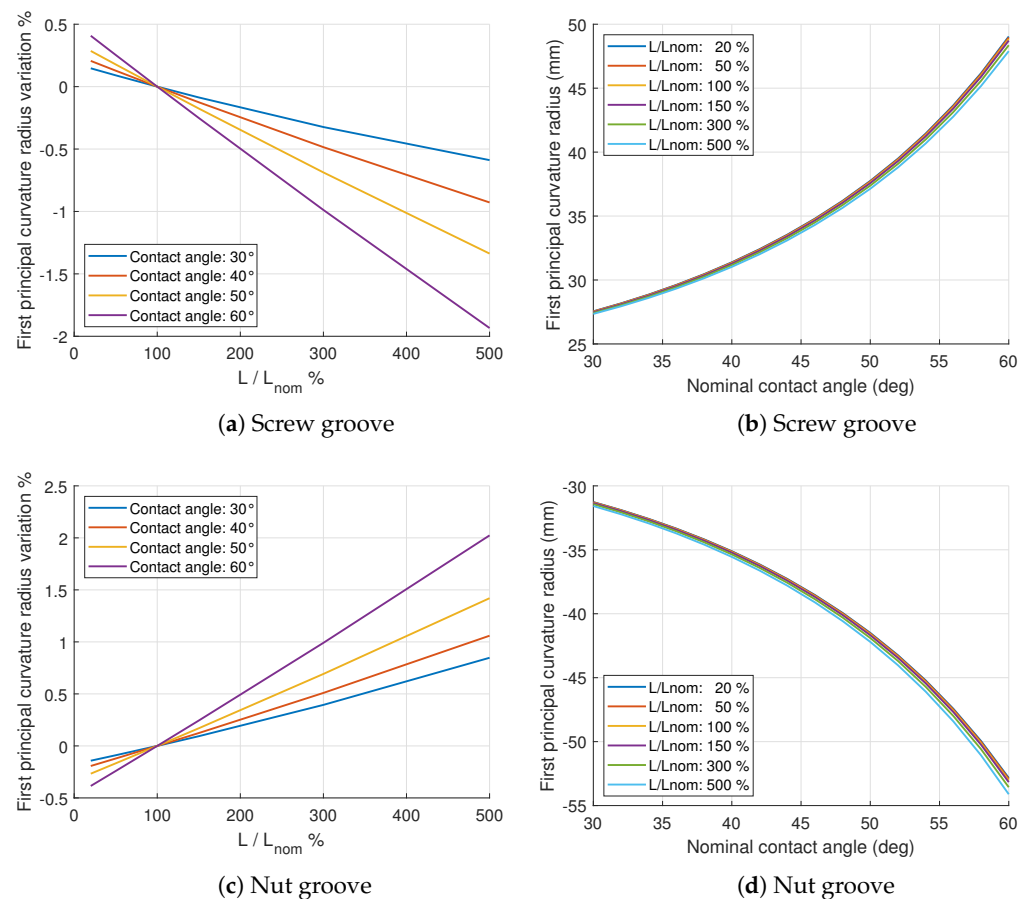 First principal curvature radius variation %
0.5
0
-0.5
-1
-1.5
-2
Contact angle: 30°
Contact angle: 40°
Contact angle: 50°
Contact angle: 60°
0
100
200
300
400
500
L / Lnom %
(a) Screw groove
First principal curvature radius (mm)
50
45
40
35
30
25
L/Lnom: 20 %
L/Lnom: 50 %
L/Lnom: 100 %
L/Lnom: 150 %
L/Lnom: 300 %
L/Lnom: 500 %
30
35
40
45
50
55
60
Nominal contact angle (deg)
(b) Screw groove
First principal curvature radius variation %
2.5
2
1.5
1
0.5
0
-0.5
Contact angle: 30°
Contact angle: 40°
Contact angle: 50°
Contact angle: 60°
0
100
200
300
400
500
L / Lnom %
(c) Nut groove
First principal curvature radius (mm)
-30
-35
-40
-45
-50
-55
L/Lnom: 20 %
L/Lnom: 50 %
L/Lnom: 100 %
L/Lnom: 150 %
L/Lnom: 300 %
L/Lnom: 500 %
30
35
40
45
50
55
60
Nominal contact angle (deg)
(d) Nut groove